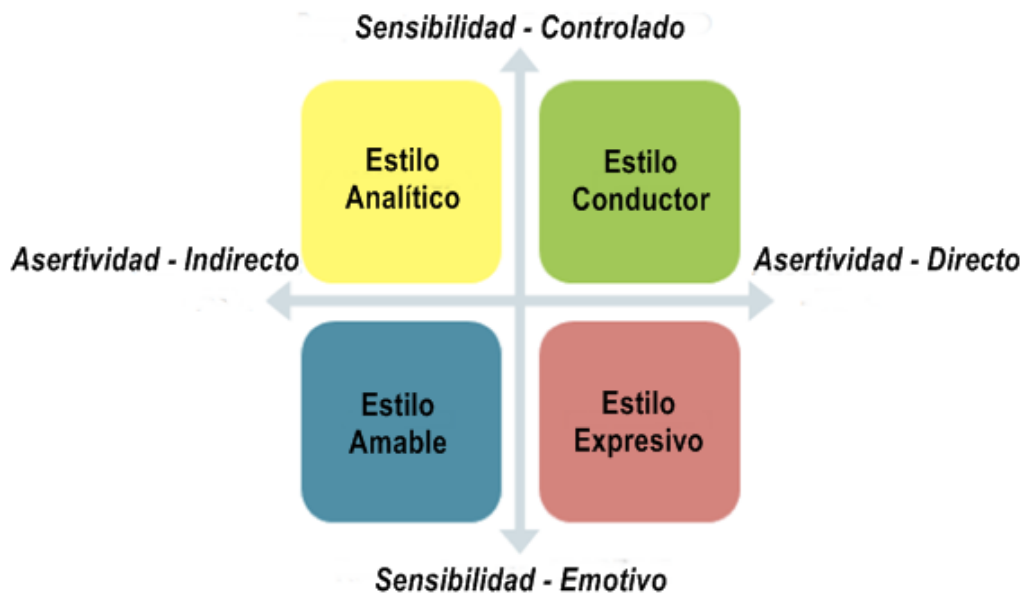 Sensibilidad - Controlado
Estilo
Analítico
Estilo
Conductor
Asertividad - Indirecto
Asertividad - Directo
Estilo
Amable
Estilo
Expresivo
Sensibilidad - Emotivo